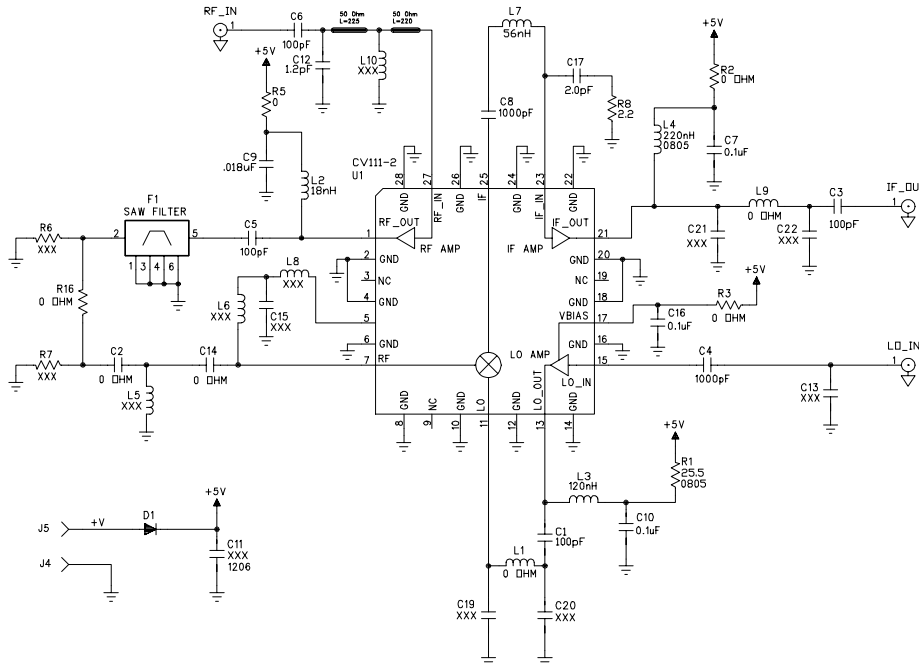 RF_IN
1
C6
100pF
50 Ohm
L=225
50 Ohm
L=220
C12
1.2pF
L10
XXX
L7
56nH
C17
2.0pF
R8
2.2
C8
1000pF
+5V
R5
0
C9
.018uF
L2
18nH
+5V
R2
0 OHM
L4
220nH
0805
C7
0.1uF
CV111-2
U1
28
27
26
25
24
23
22
GND
RF_IN
GND
IF
GND
IF_IN
GND
F1
SAW FILTER
2
5
1
3
4
6
C5
100pF
R6
XXX
R16
0 OHM
R7
XXX
C2
0 OHM
L5
XXX
C14
0 OHM
L6
XXX
C15
XXX
L8
XXX
1
RF_OUT
RF AMP
2
GND
3
NC
4
GND
5
6
GND
7
RF
IF_OUT
IF AMP
21
20
GND
19
NC
18
GND
VBIAS
17
16
GND
15
LO_IN
LO AMP
LO_OUT
LO
L9
0 OHM
C3
100pF
IF_OU
1
C21
XXX
C22
XXX
+5V
R3
0 OHM
C16
0.1uF
LO_IN
1
C4
1000pF
C13
XXX
GND
NC
GND
GND
GND
8
9
10
11
12
13
14
+5V
R1
25.5
0805
L3
120nH
C10
0.1uF
C1
100pF
L1
0 OHM
C19
XXX
C20
XXX
J5
+V
D1
+5V
C11
XXX
1206
J4